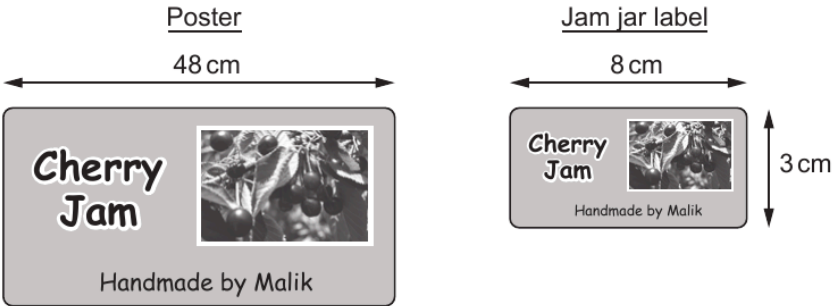 Poster
48 cm
Cherry
Jam
Handmade by Malik
Jam jar label
8 cm
3 cm
Cherry
Jam
Handmade by Malik